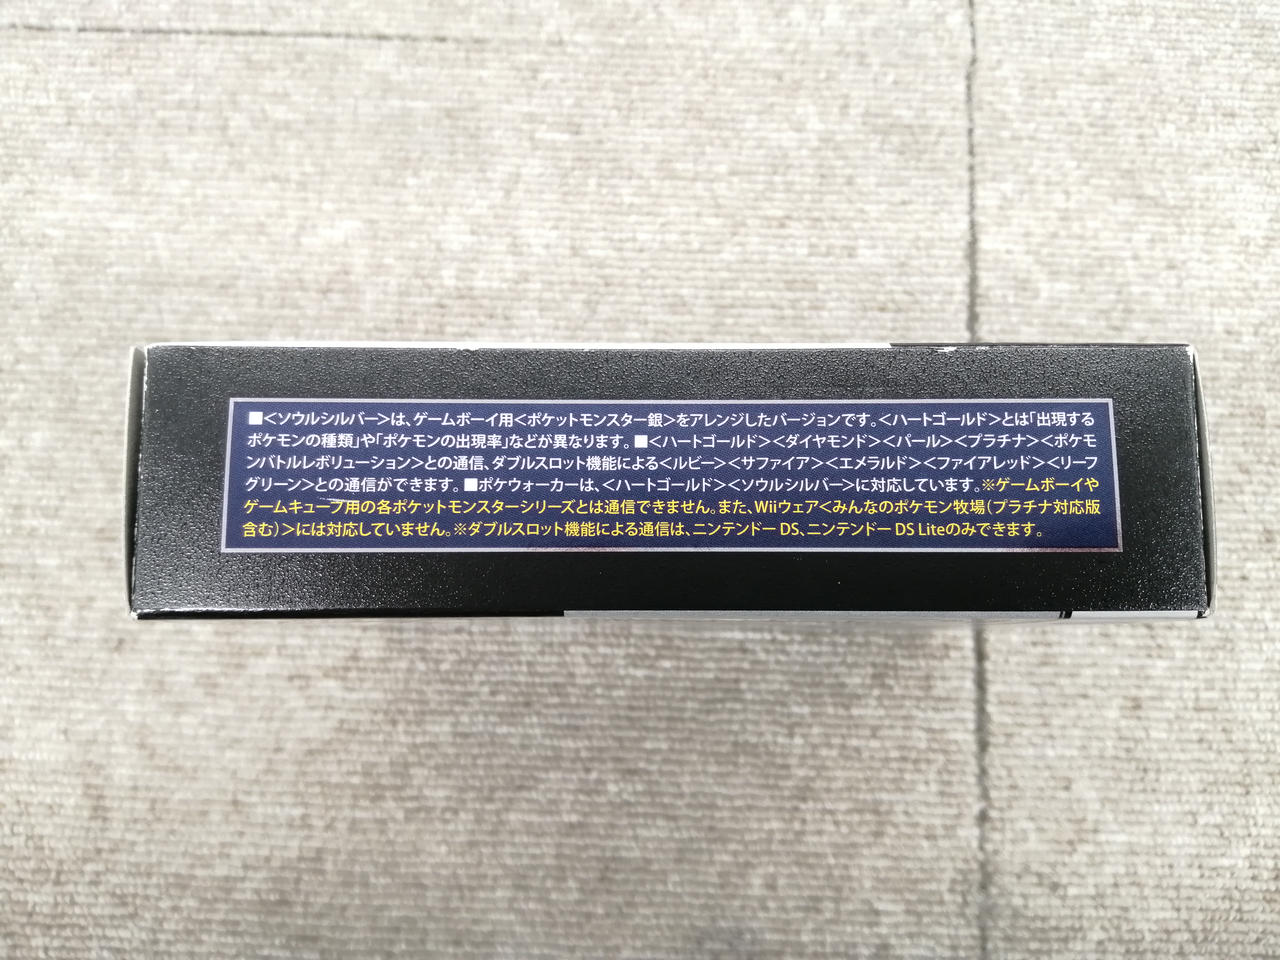 ■<ソウルシルバー>は、ゲームボーイ用<ポケットモンスター銀>をアレンジしたバージョンです。<ハートゴールド>とは「出現する
ポケモンの種類」や「ポケモンの出現率」などが異なります。■<ハートゴールド><ダイヤモンド><パール><プラチナ><ポケモ
ンバトルレボリューション>との通信、ダブルスロット機能による<ルビー><サファイア><エメラルド><ファイアレッド><リーフ
グリーン>との通信ができます。■ポケウォーカーは、<ハートゴールド><ソウルシルバー>に対応しています。※ゲームボーイや
ゲームキューブ用の各ポケットモンスターシリーズとは通信できません。また、Wiiウェア<みんなのポケモン牧場(プラチナ対応版
含む)>には対応していません。※ダブルスロット機能による通信は、ニンテンドーDS、ニンテンドーDS Liteのみできます。